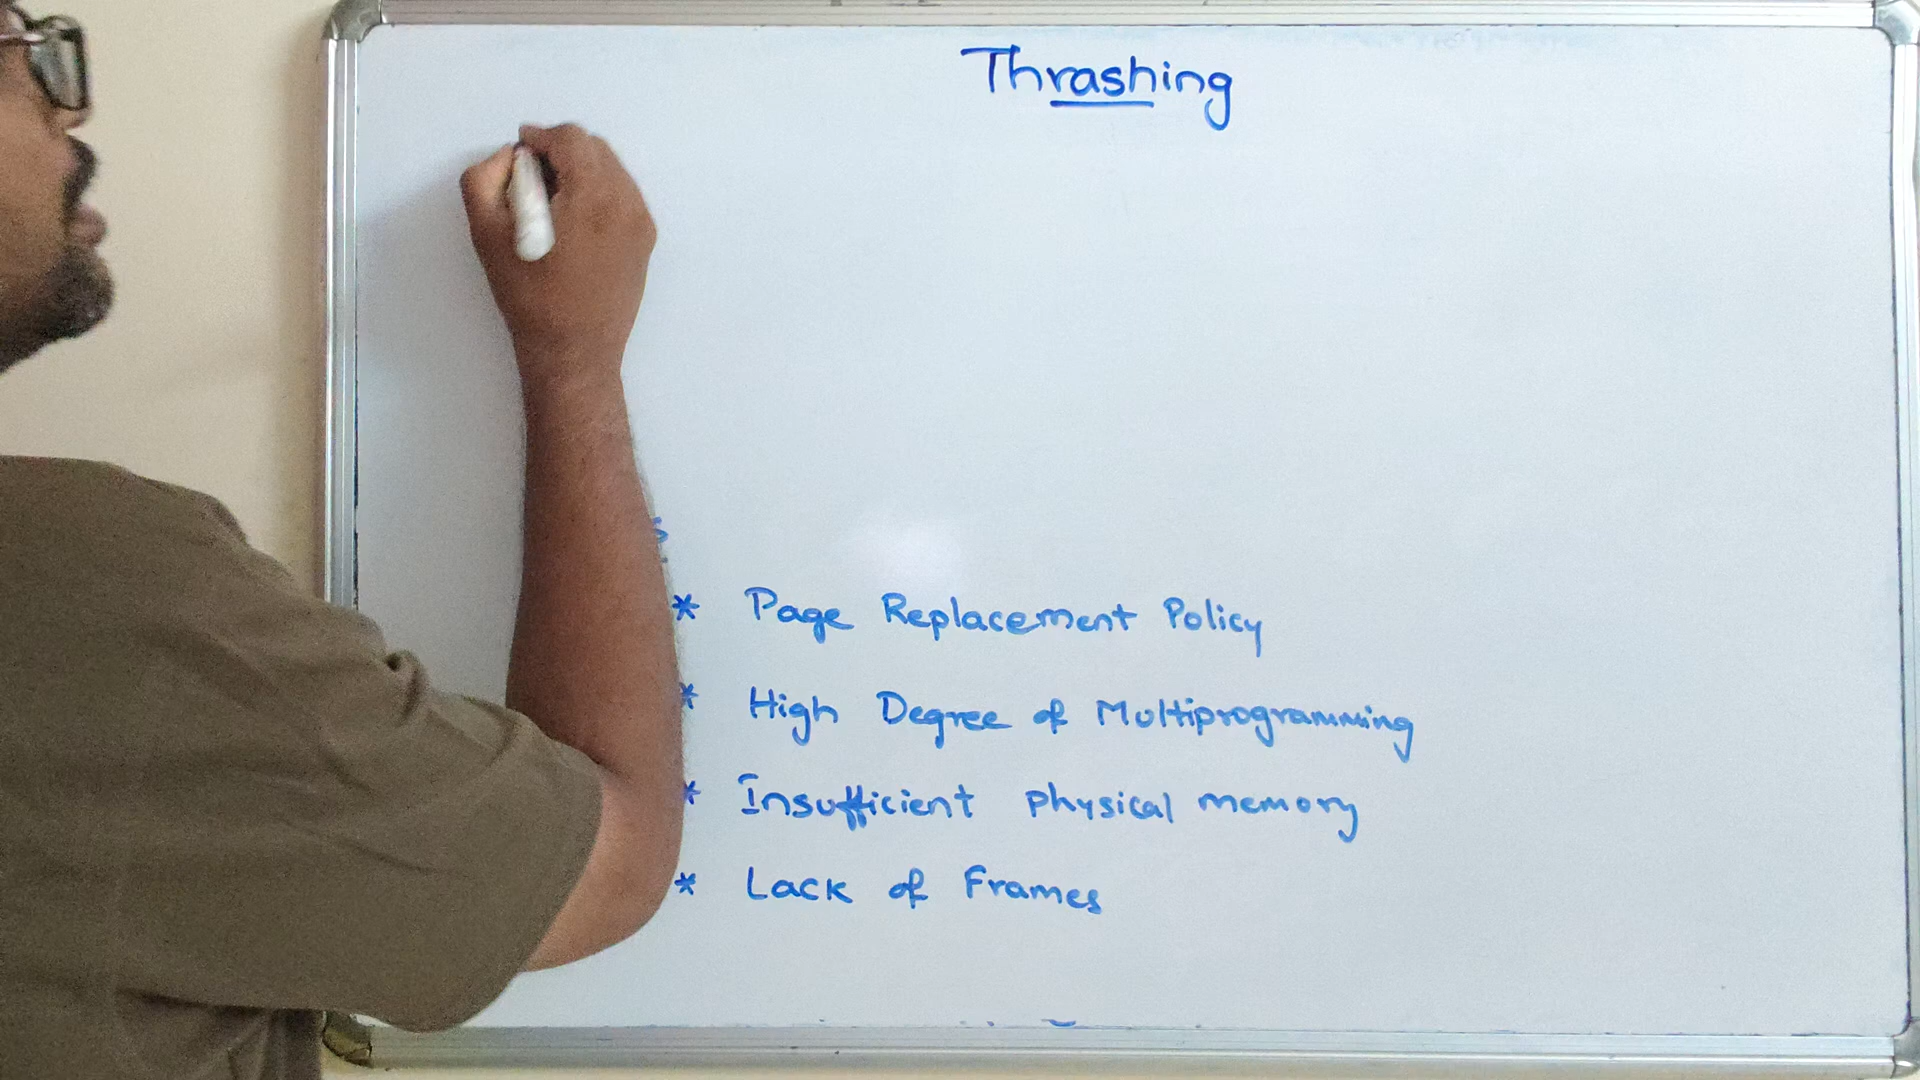 Thrashing
* Page Replacement Policy
* High Degree of Multiprogramming
* Insufficient physical memory
* Lack of Frames